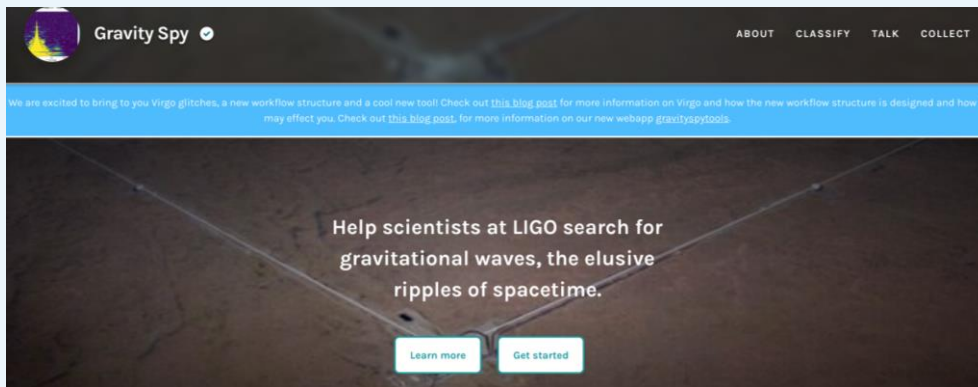 Gravity Spy
ABOUT CLASSIFY TALK COLLECT
We are excited to bring to you Virgo glitches, a new workflow structure and a cool new tool! Check out this blog post for more information on Virgo and how the new workflow structure is designed and how
may effect you. Check out this blog post, for more information on our new webapp gravityspytools.
Help scientists at LIGO search for
gravitational waves, the elusive
ripples of spacetime.
Learn more Get started